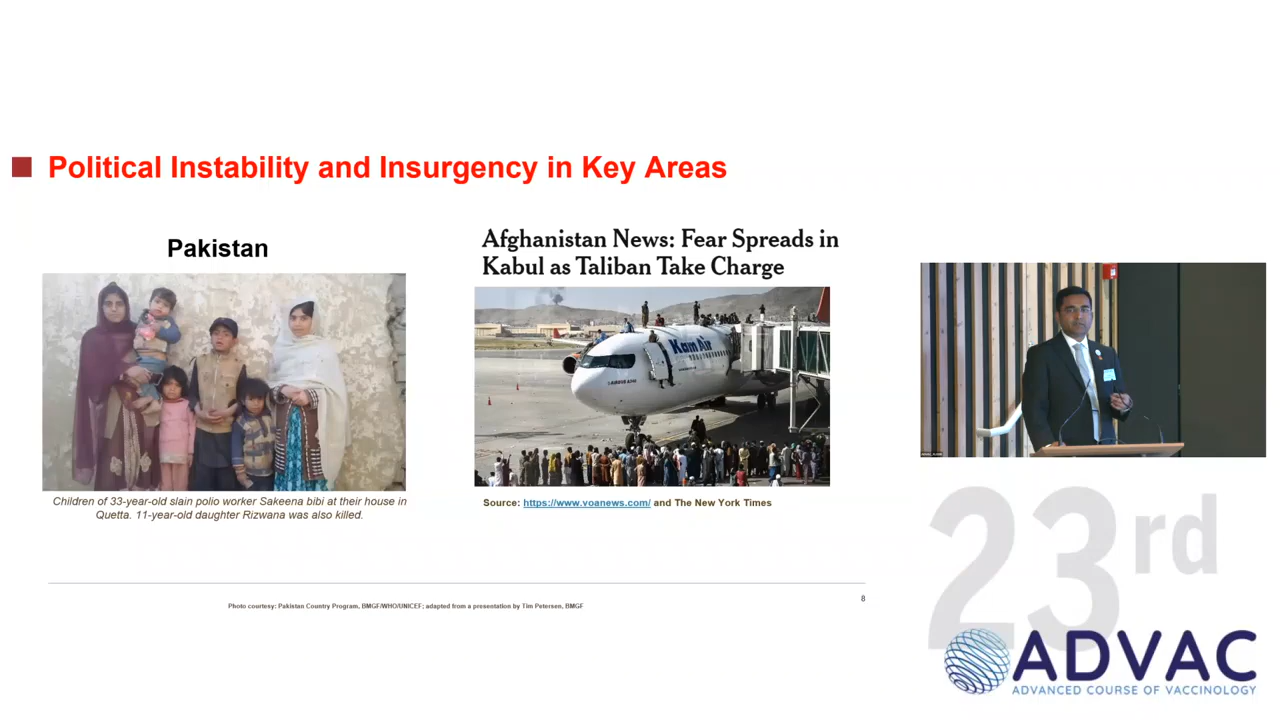 Political Instability and Insurgency in Key Areas
Pakistan
Children of 33-year-old slain polio worker Sakeena bibi at their house in
Quetta. 11-year-old daughter Rizwana was also killed.
Afghanistan News: Fear Spreads in
Kabul as Taliban Take Charge
Kam Air
Source: https://www.voanews.com/ and The New York Times
8
Photo courtesy: Pakistan Country Program, BMGF/WHO/UNICEF; adapted from a presentation by Tim Petersen, BMGF
23rd
ADVAC
ADVANCED COURSE OF VACCINOLOGY